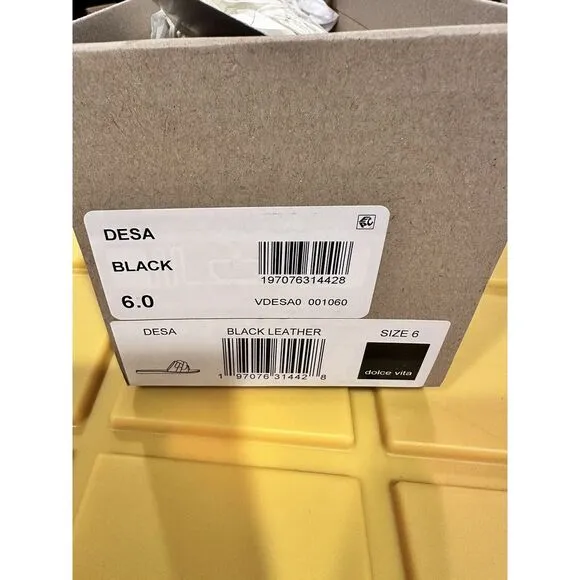 DESA
BLACK
197076314428
6.0
VDESA0 001060
DESA BLACK LEATHER SIZE 6
1 97076 31442 8
dolce vita